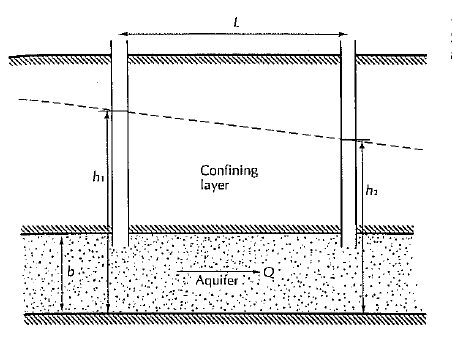 L
h₁
Confining
layer
h₂
b
Aquifer
Q